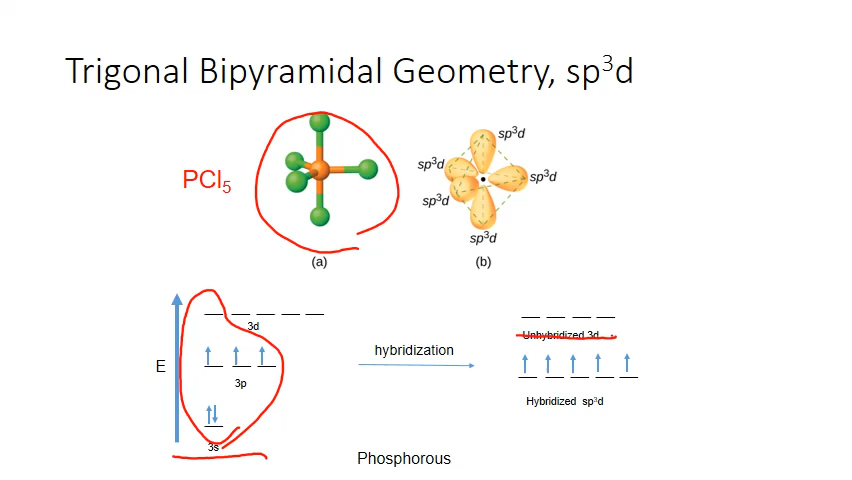 Trigonal Bipyramidal Geometry, sp³d
PCl₅
sp³d
sp³d
sp³d
sp³d
sp³d
(a)
(b)
3d
Unhybridized 3d
E
hybridization
3p
Hybridized sp³d
3s
Phosphorous